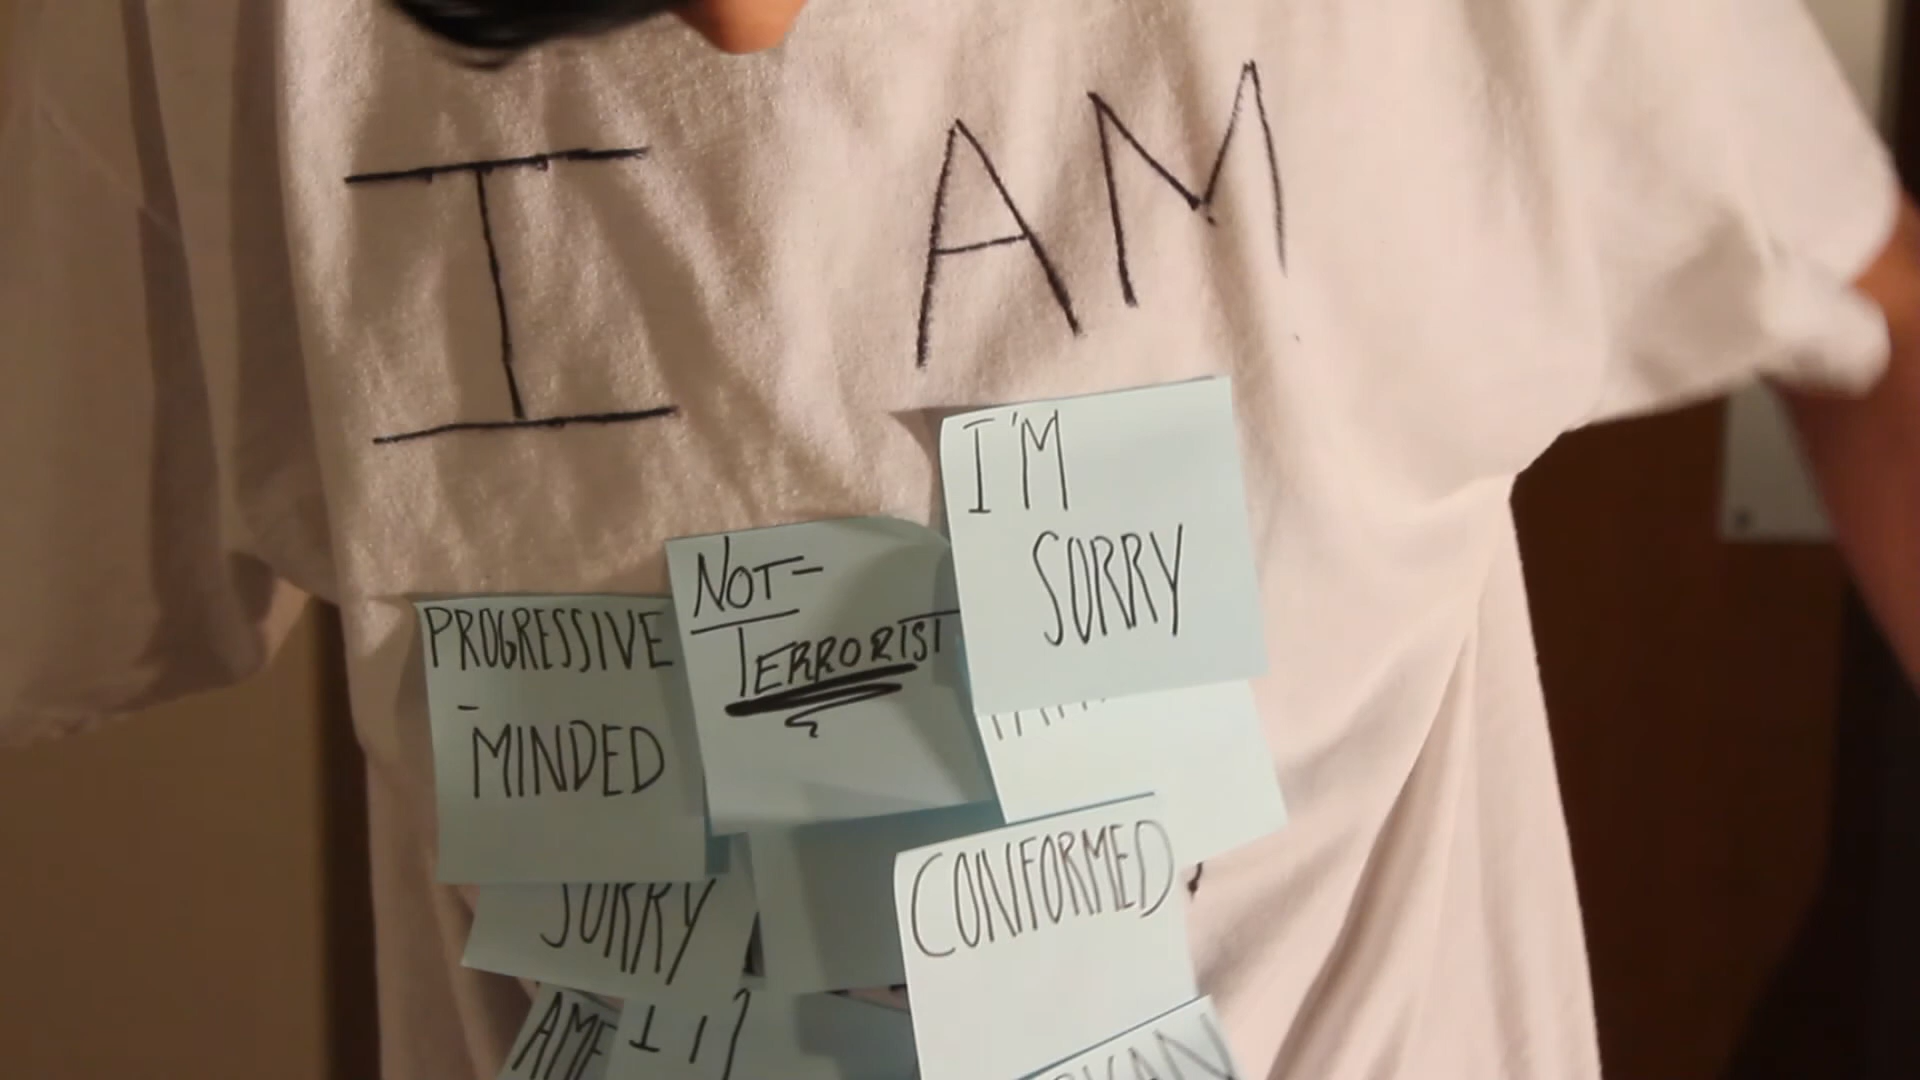 I AM
I'M
SORRY
NOT-
TERRORIST
PROGRESSIVE
-MINDED
CONFORMED
SORRY